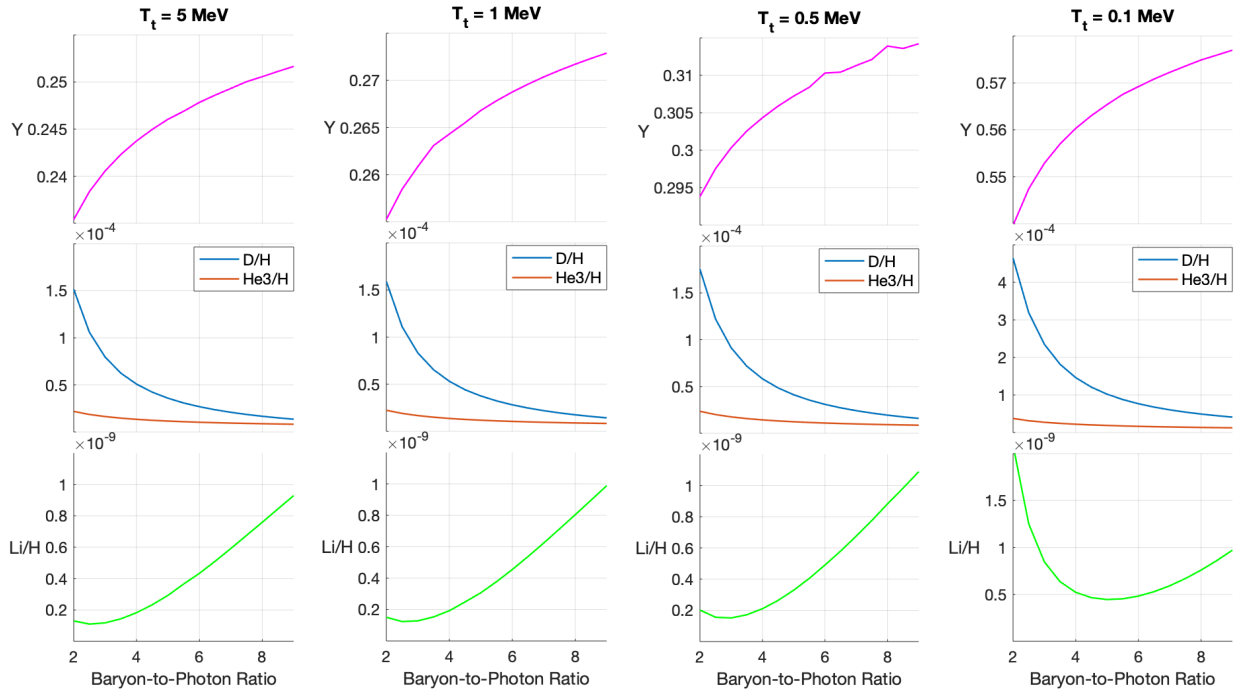 T_t = 5 MeV
0.25
Y 0.245
0.24
×10^-4
D/H
He3/H
1.5
1
0.5
×10^-9
1
0.8
Li/H 0.6
0.4
0.2
2 4 6 8
Baryon-to-Photon Ratio
T_t = 1 MeV
0.27
Y 0.265
0.26
×10^-4
D/H
He3/H
1.5
1
0.5
×10^-9
1
0.8
Li/H 0.6
0.4
0.2
2 4 6 8
Baryon-to-Photon Ratio
T_t = 0.5 MeV
0.31
0.305
Y
0.3
0.295
×10^-4
D/H
He3/H
1.5
1
0.5
×10^-9
1
0.8
Li/H 0.6
0.4
0.2
2 4 6 8
Baryon-to-Photon Ratio
T_t = 0.1 MeV
0.57
Y 0.56
0.55
×10^-4
D/H
He3/H
4
3
2
1
×10^-9
1.5
Li/H 1
0.5
2 4 6 8
Baryon-to-Photon Ratio